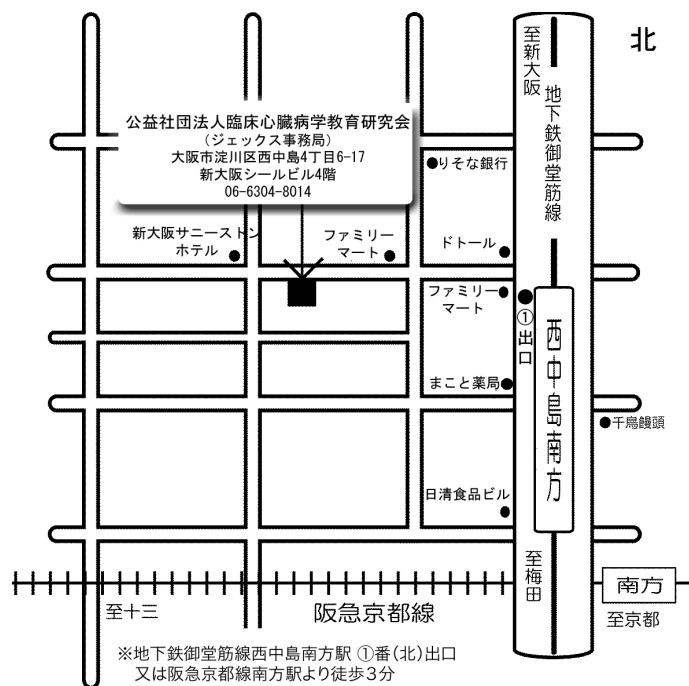 北
至新大阪
地下鉄御堂筋線
公益社団法人臨床心臓病学教育研究会
(ジェックス事務局)
大阪市淀川区西中島4丁目6-17
新大阪シールビル4階
06-6304-8014
りそな銀行
新大阪サニーストン
ホテル
ファミリー
マート
ドトール
ファミリー
マート
①出口
西中島南方
まこと薬局
千鳥饅頭
日清食品ビル
至梅田
南方
至十三
阪急京都線
至京都
※地下鉄御堂筋線西中島南方駅 ①番(北)出口
又は阪急京都線南方駅より徒歩3分